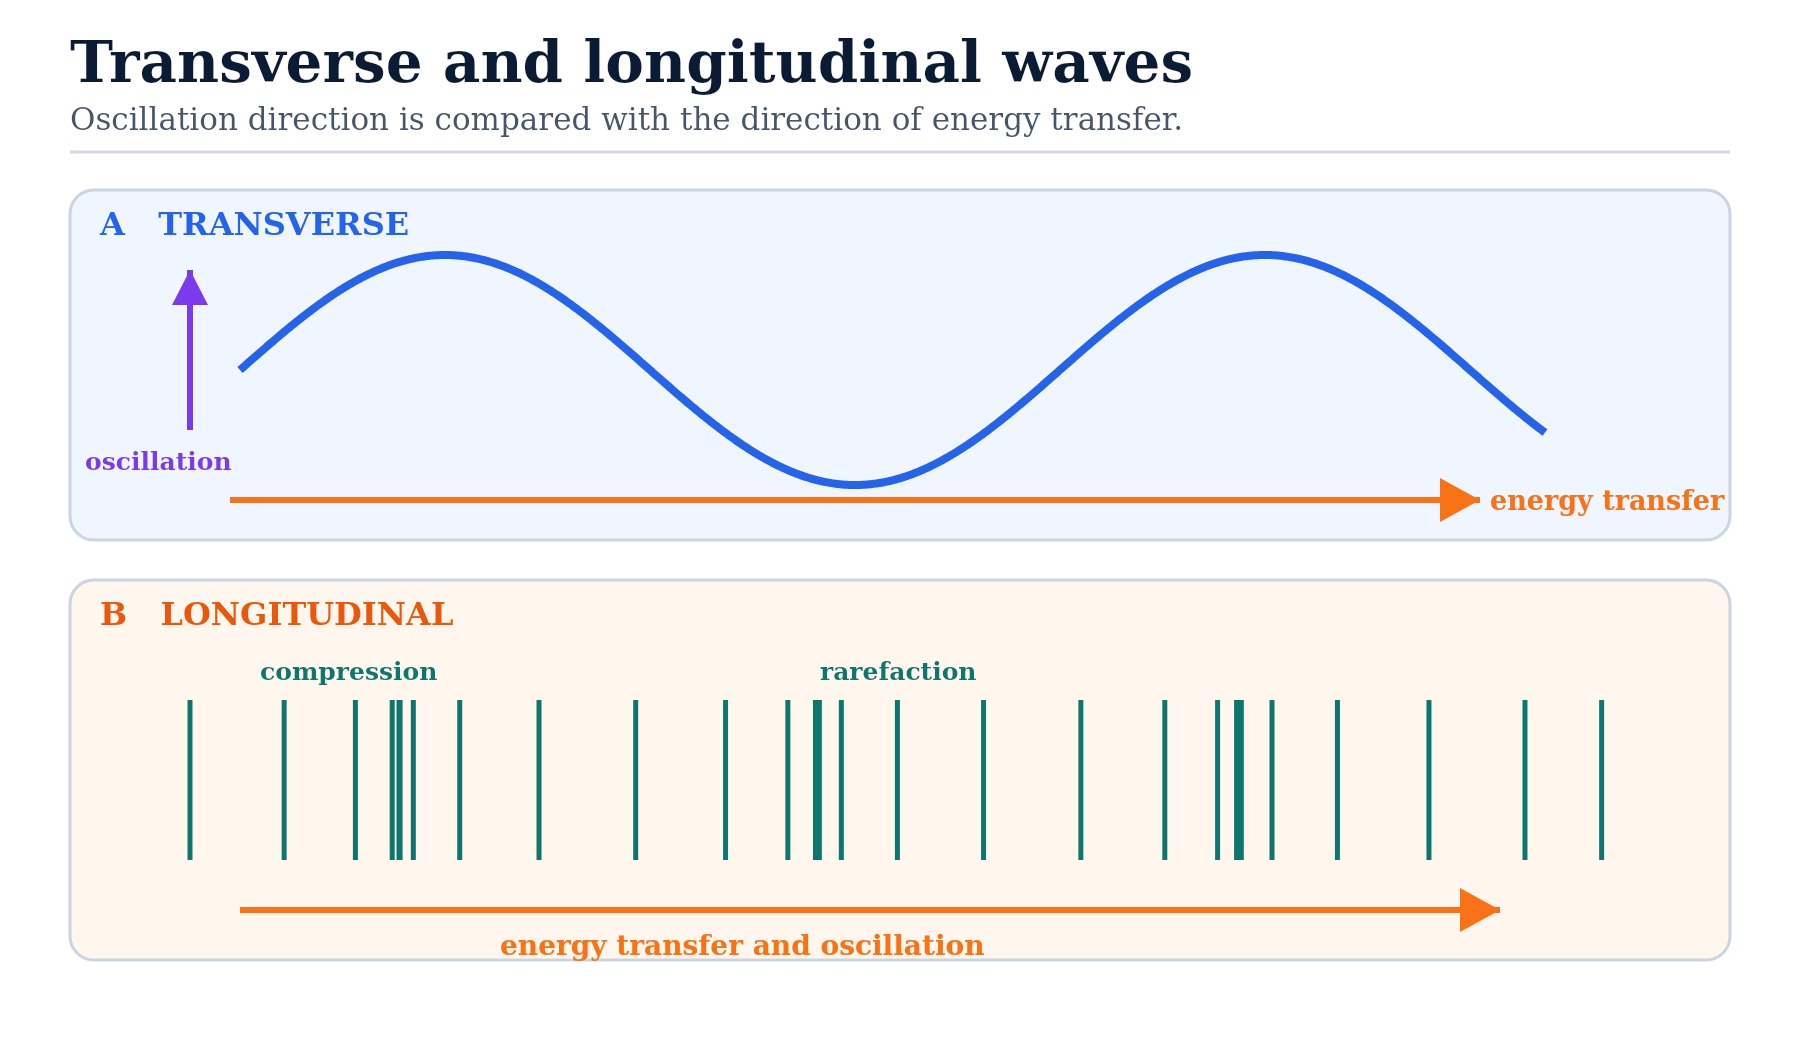 Transverse and longitudinal waves
Oscillation direction is compared with the direction of energy transfer.
A TRANSVERSE
oscillation
energy transfer
B LONGITUDINAL
compression
rarefaction
energy transfer and oscillation